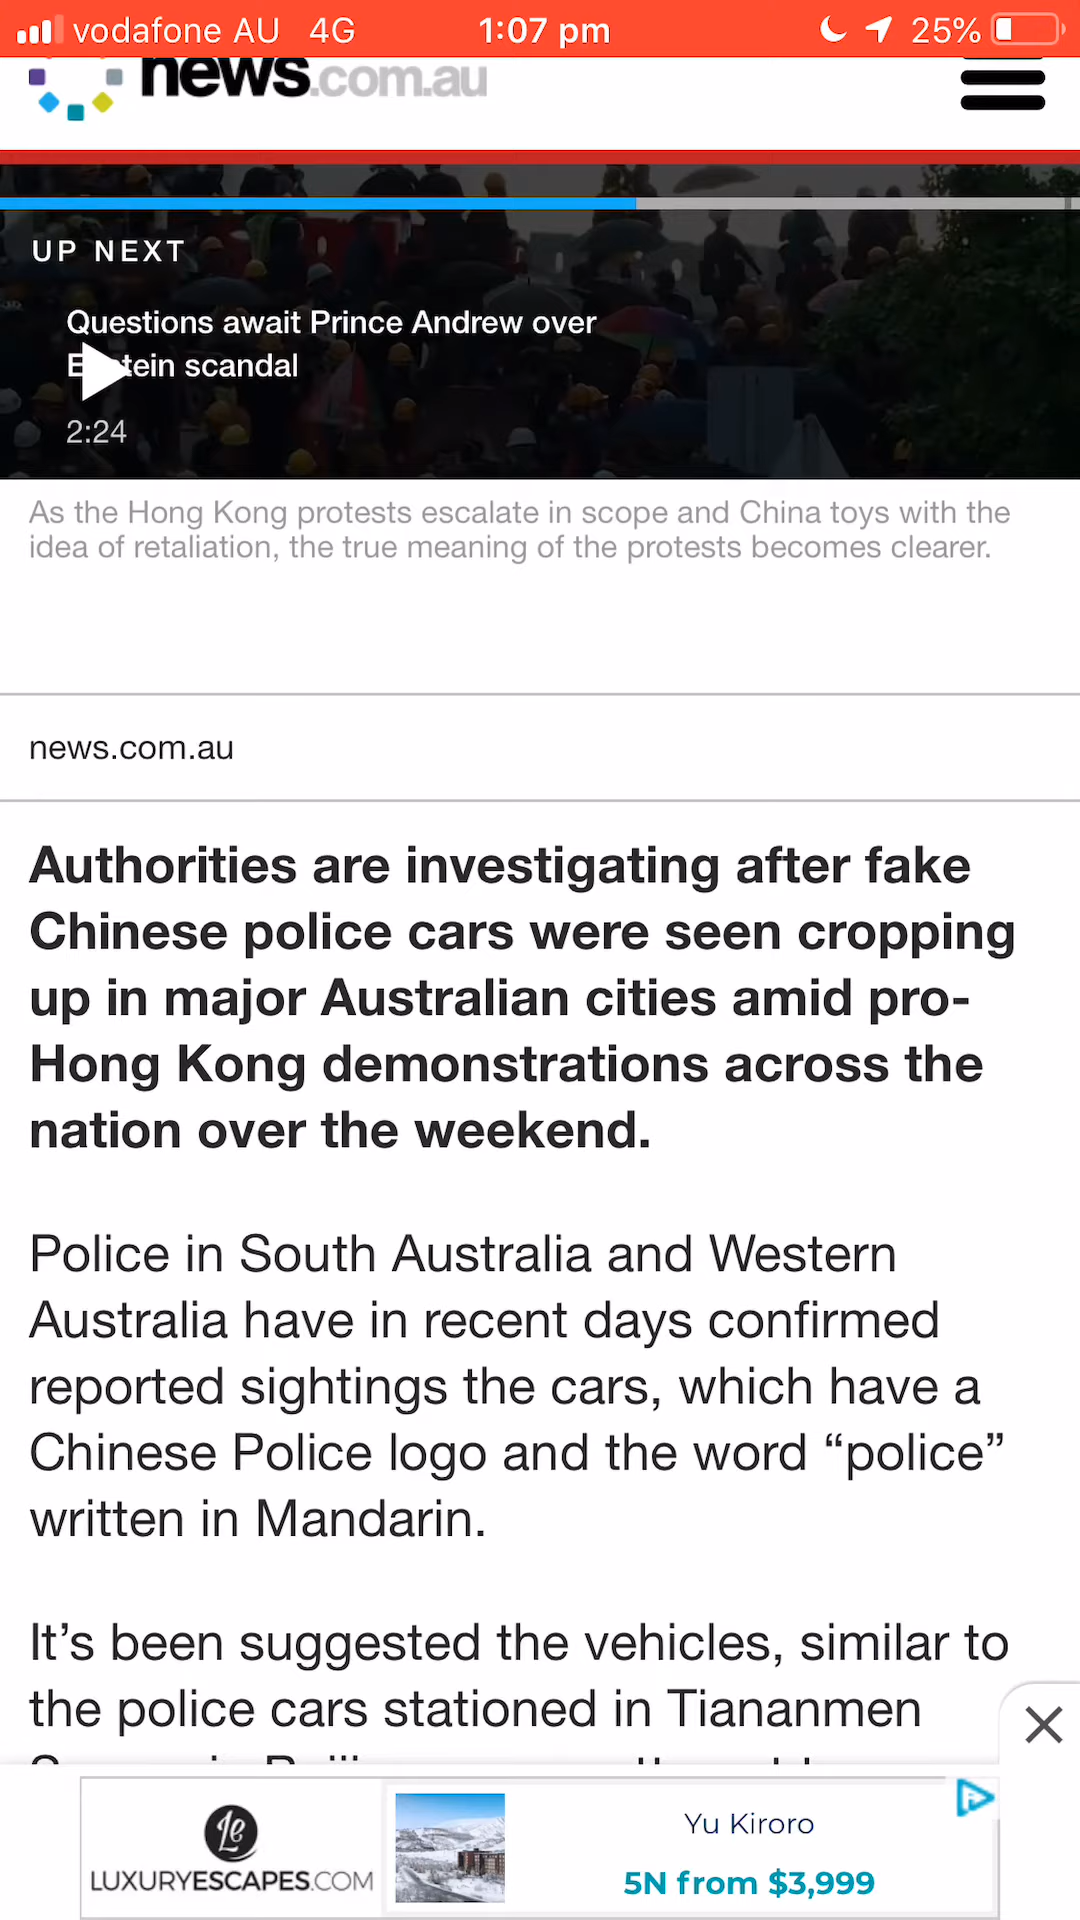 vodafone AU 4G 1:07 pm 25%
news.com.au
UP NEXT
Questions await Prince Andrew over
scandal
2:24
As the Hong Kong protests escalate in scope and China toys with the
idea of retaliation, the true meaning of the protests becomes clearer.
news.com.au
Authorities are investigating after fake
Chinese police cars were seen cropping
up in major Australian cities amid pro-
Hong Kong demonstrations across the
nation over the weekend.
Police in South Australia and Western
Australia have in recent days confirmed
reported sightings the cars, which have a
Chinese Police logo and the word “police”
written in Mandarin.
It’s been suggested the vehicles, similar to
the police cars stationed in Tiananmen
Le
LUXURYESCAPES.COM
Yu Kiroro
5N from $3,999